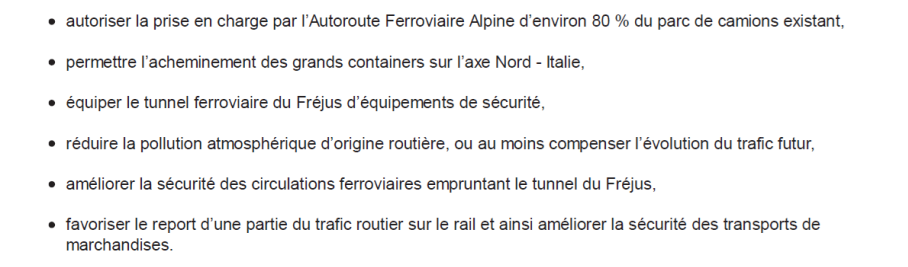 • autoriser la prise en charge par l’Autoroute Ferroviaire Alpine d’environ 80 % du parc de camions existant,
• permettre l’acheminement des grands containers sur l’axe Nord - Italie,
• équiper le tunnel ferroviaire du Fréjus d’équipements de sécurité,
• réduire la pollution atmosphérique d’origine routière, ou au moins compenser l’évolution du trafic futur,
• améliorer la sécurité des circulations ferroviaires empruntant le tunnel du Fréjus,
• favoriser le report d’une partie du trafic routier sur le rail et ainsi améliorer la sécurité des transports de
marchandises.